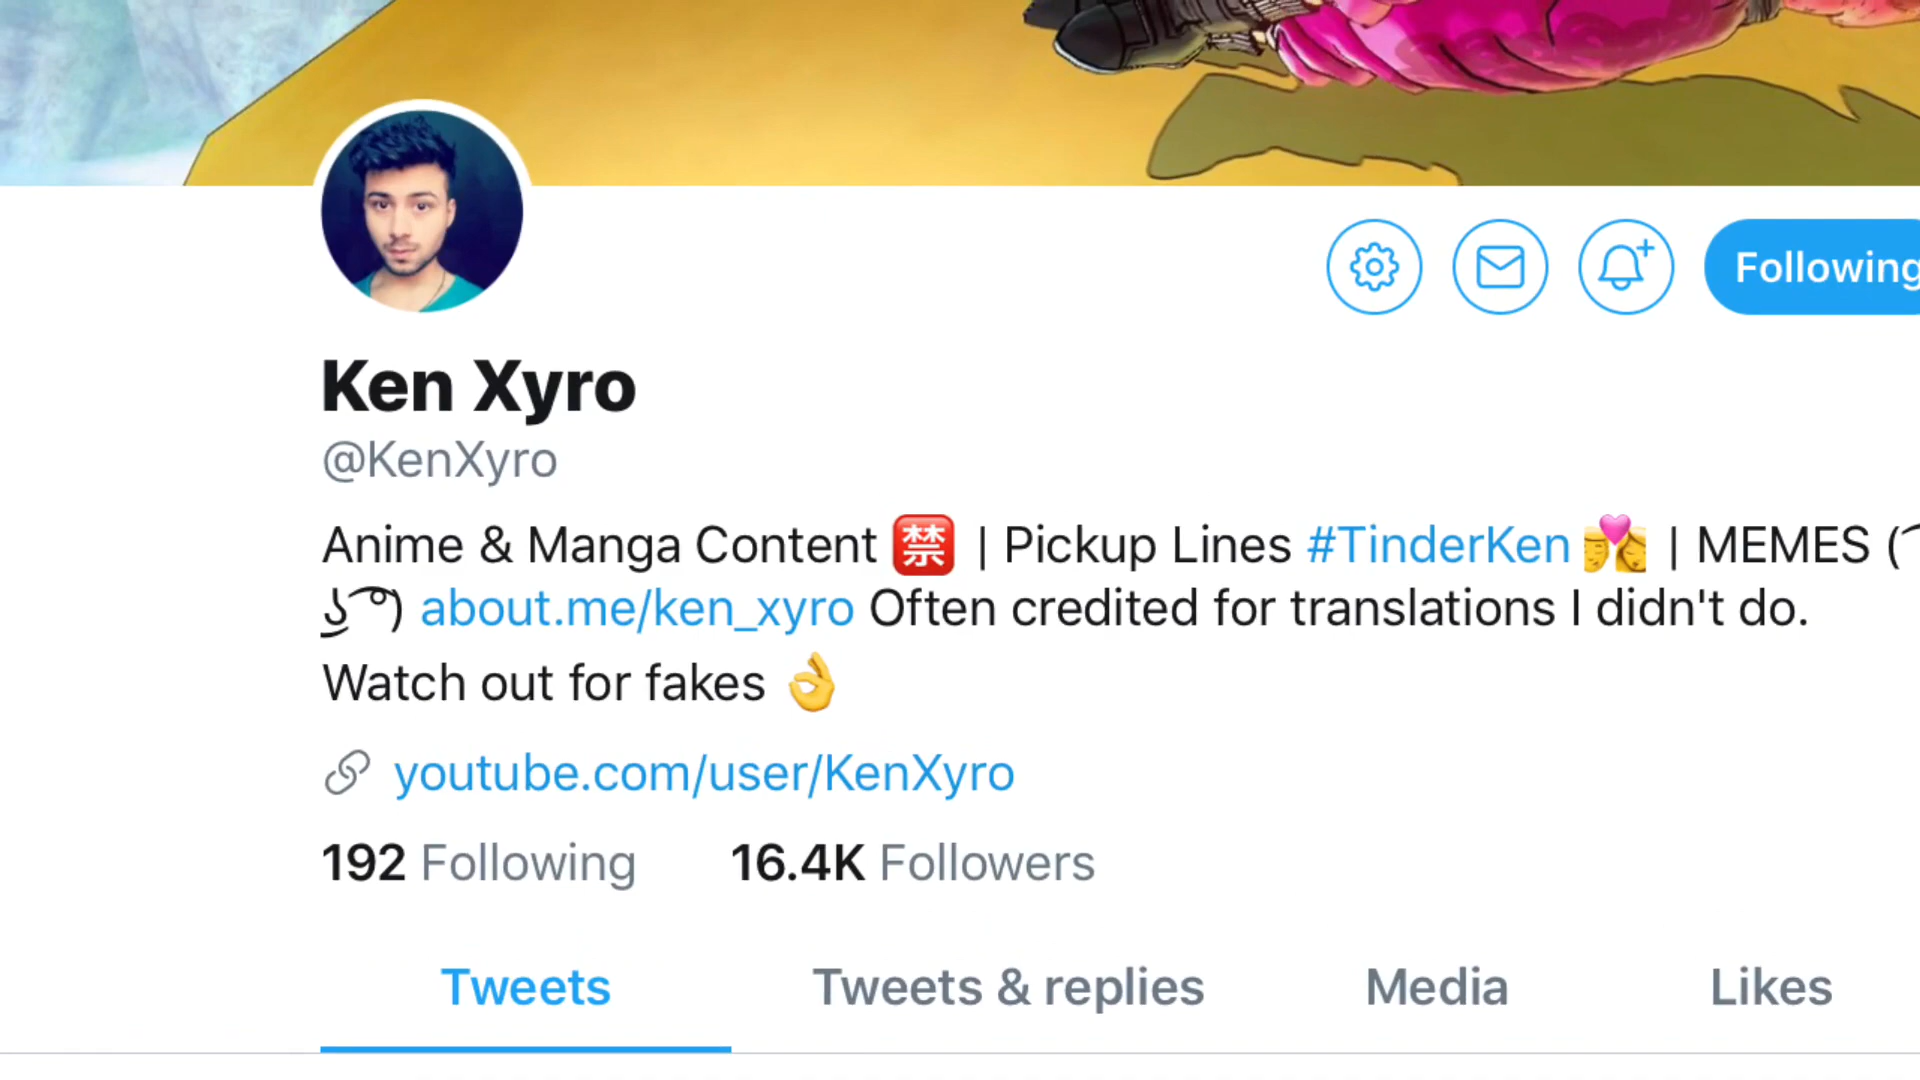 Following
Ken Xyro
@KenXyro
Anime & Manga Content 🈲 | Pickup Lines #TinderKen 💏 | MEMES ( ͡
͜ʖ ͡°) about.me/ken_xyro Often credited for translations I didn't do.
Watch out for fakes 👌
youtube.com/user/KenXyro
192 Following 16.4K Followers
Tweets Tweets & replies Media Likes